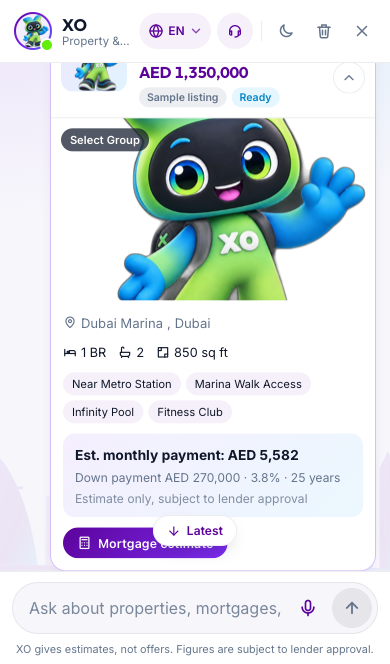 XO
Property &...
EN
AED 1,350,000
Sample listing
Ready
Select Group
XO
Dubai Marina , Dubai
1 BR 2 850 sq ft
Near Metro Station
Marina Walk Access
Infinity Pool
Fitness Club
Est. monthly payment: AED 5,582
Down payment AED 270,000 · 3.8% · 25 years
Estimate only, subject to lender approval
Latest
Mortgage estimate
Ask about properties, mortgages,
XO gives estimates, not offers. Figures are subject to lender approval.